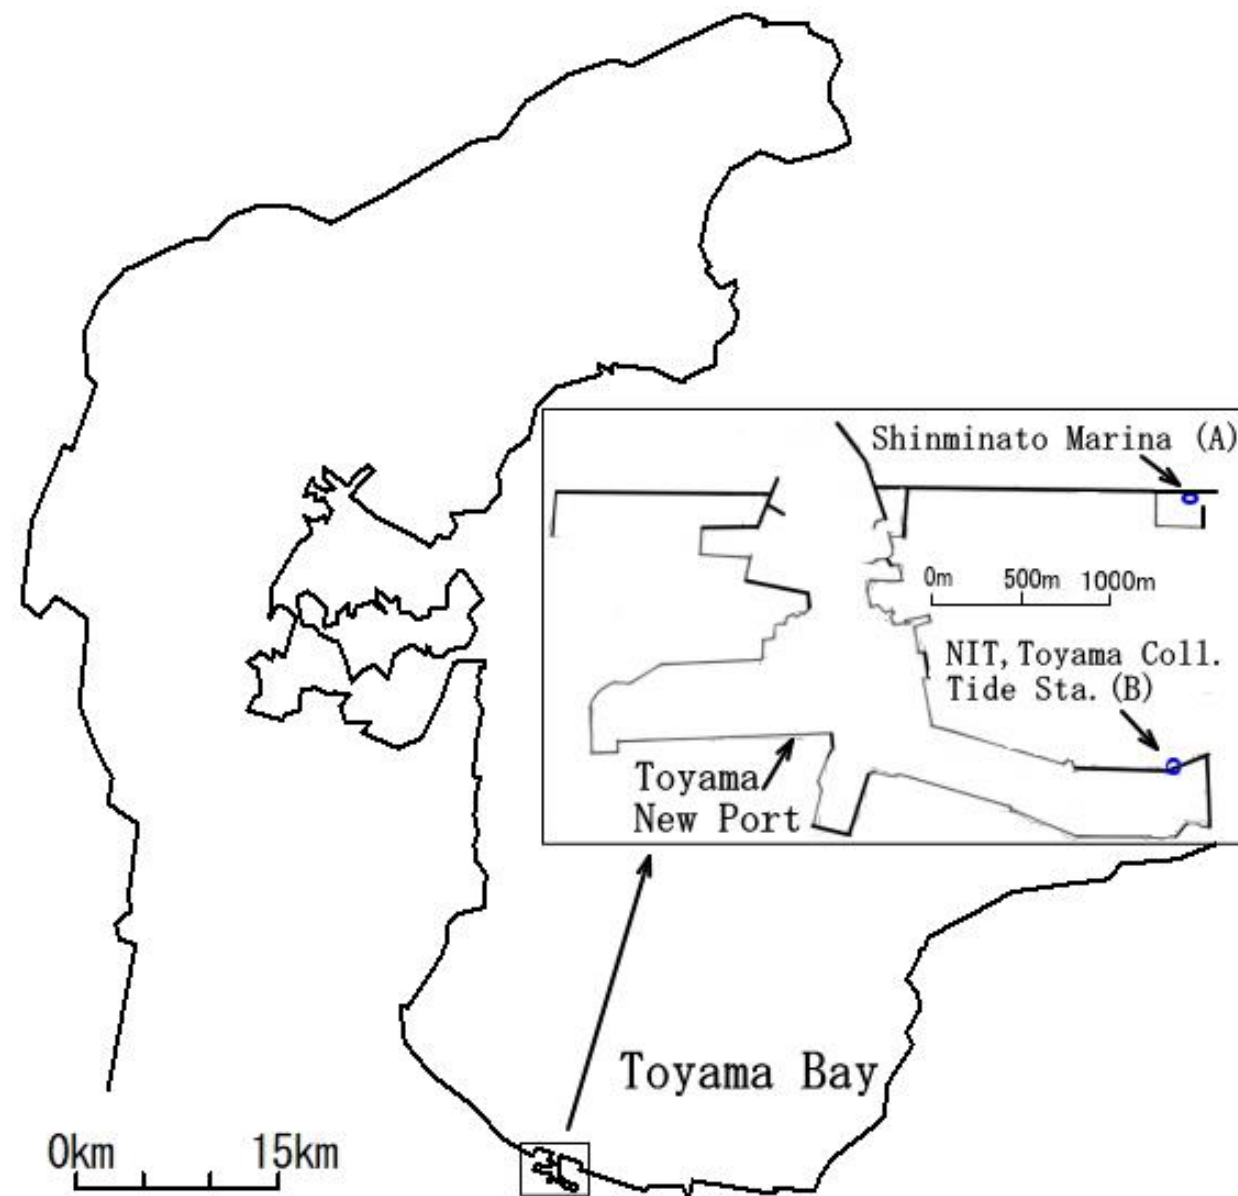 Shinminato Marina (A)
0m 500m 1000m
NIT, Toyama Coll.
Tide Sta. (B)
Toyama
New Port
Toyama Bay
0km 15km